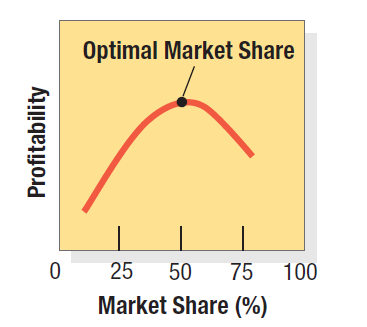 Optimal Market Share
Profitability
0 25 50 75 100
Market Share (%)